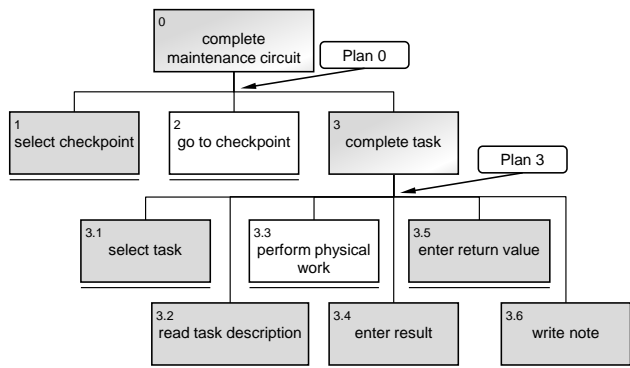 0
complete
maintenance circuit
Plan 0
1
select checkpoint
2
go to checkpoint
3
complete task
Plan 3
3.1
select task
3.3
perform physical
work
3.5
enter return value
3.2
read task description
3.4
enter result
3.6
write note